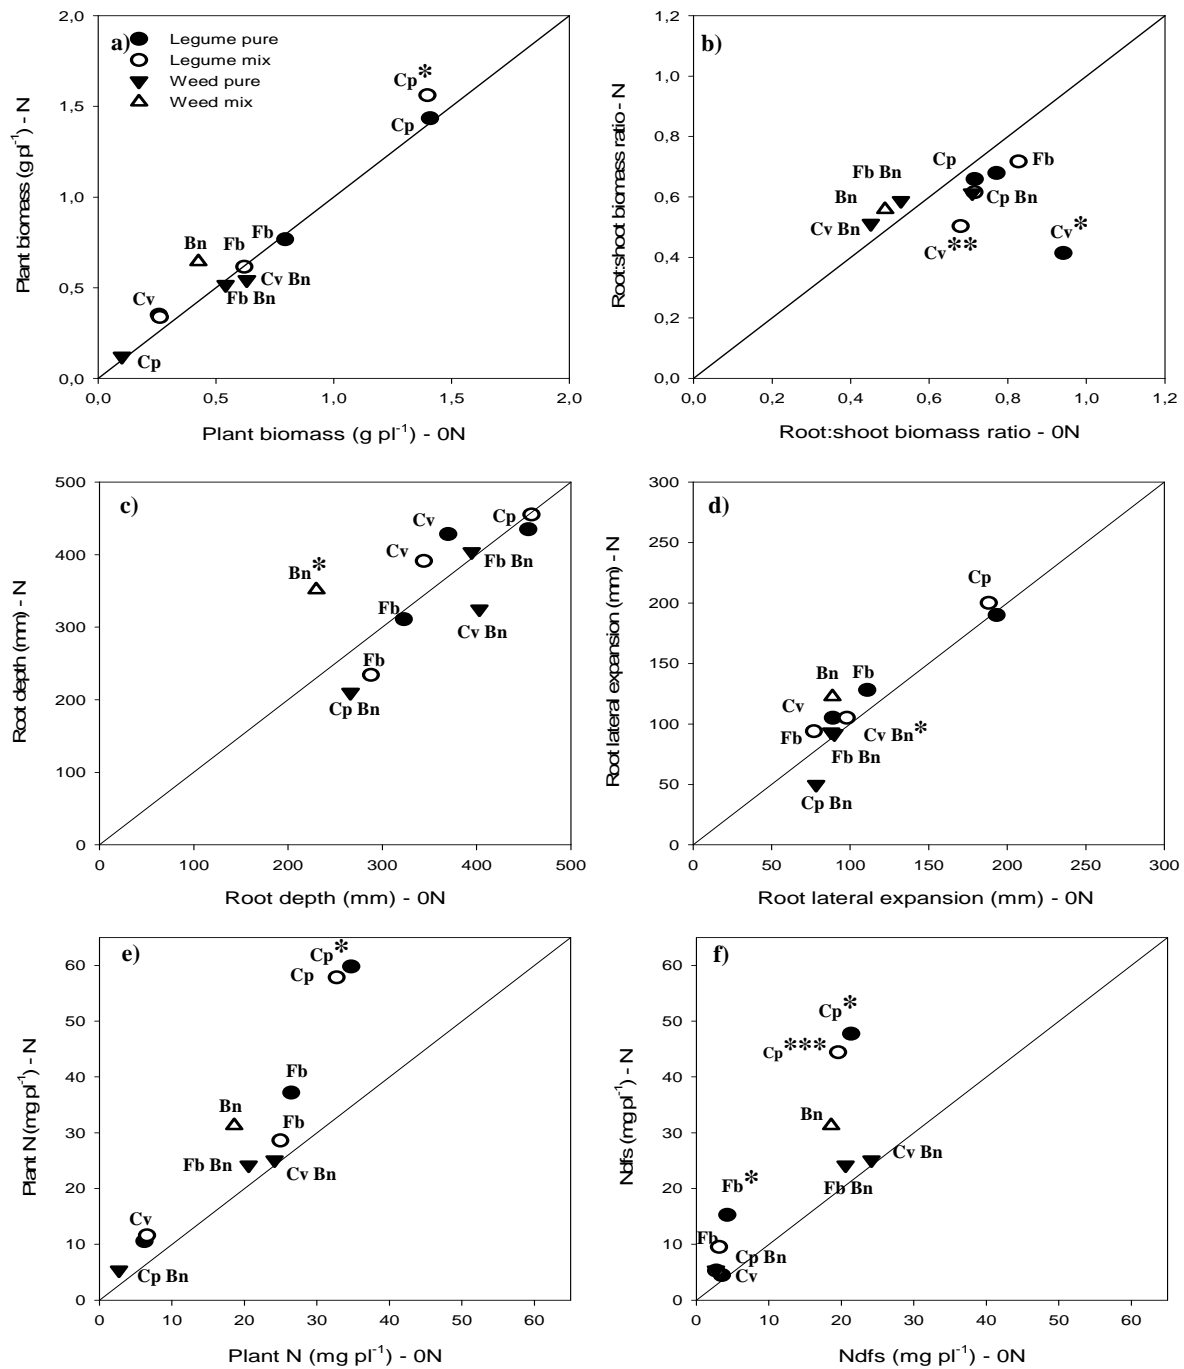 a)
Legume pure
Legume mix
Weed pure
Weed mix
2,0
1,5
1,0
0,5
0,0
Plant biomass (g pl⁻¹) - N
Cp*
Cp
Fb
Fb
Bn
Cv Bn
Fb Bn
Cv
Cp
0,0 0,5 1,0 1,5 2,0
Plant biomass (g pl⁻¹) - 0N
b)
1,2
1,0
0,8
0,6
0,4
0,2
0,0
Root:shoot biomass ratio - N
Cp
Fb
Fb Bn
Bn
Cp Bn
Cv Bn
Cv**
Cv*
0,0 0,2 0,4 0,6 0,8 1,0 1,2
Root:shoot biomass ratio - 0N
c)
500
400
300
200
100
0
Root depth (mm) - N
Cv
Cp
Cv
Fb Bn
Bn*
Fb
Cv Bn
Fb
Cp Bn
0 100 200 300 400 500
Root depth (mm) - 0N
d)
300
250
200
150
100
50
0
Root lateral expansion (mm) - N
Cp
Bn
Fb
Cv
Fb
Cv Bn*
Fb Bn
Cp Bn
0 50 100 150 200 250 300
Root lateral expansion (mm) - 0N
e)
60
50
40
30
20
10
0
Plant N (mg pl⁻¹) - N
Cp*
Cp
Fb
Bn
Fb
Fb Bn
Cv Bn
Cv
Cp Bn
0 10 20 30 40 50 60
Plant N (mg pl⁻¹) - 0N
f)
60
50
40
30
20
10
0
Ndfs (mg pl⁻¹) - N
Cp*
Cp***
Bn
Cv Bn
Fb Bn
Fb*
Fb
Cp Bn
Cv
0 10 20 30 40 50 60
Ndfs (mg pl⁻¹) - 0N